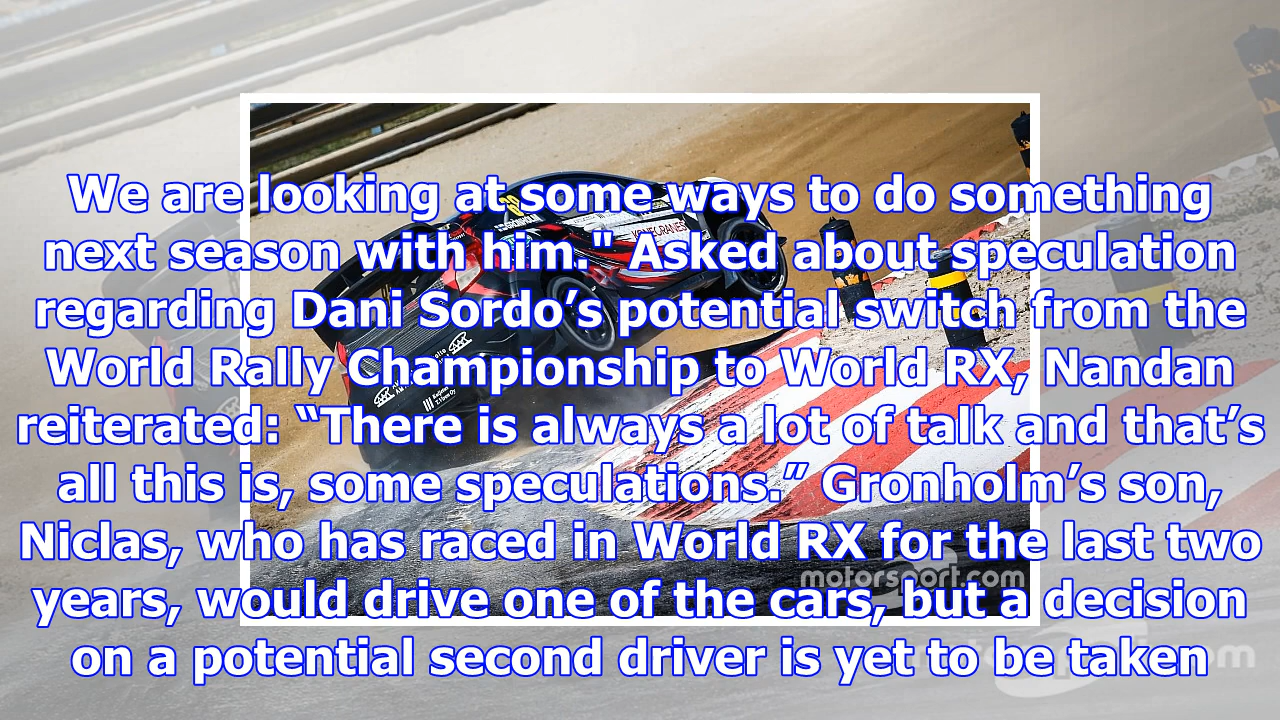 We are looking at some ways to do something
next season with him." Asked about speculation
regarding Dani Sordo’s potential switch from the
World Rally Championship to World RX, Nandan
reiterated: “There is always a lot of talk and that’s
all this is, some speculations.” Gronholm’s son,
Niclas, who has raced in World RX for the last two
years, would drive one of the cars, but a decision
on a potential second driver is yet to be taken
motorsport.com